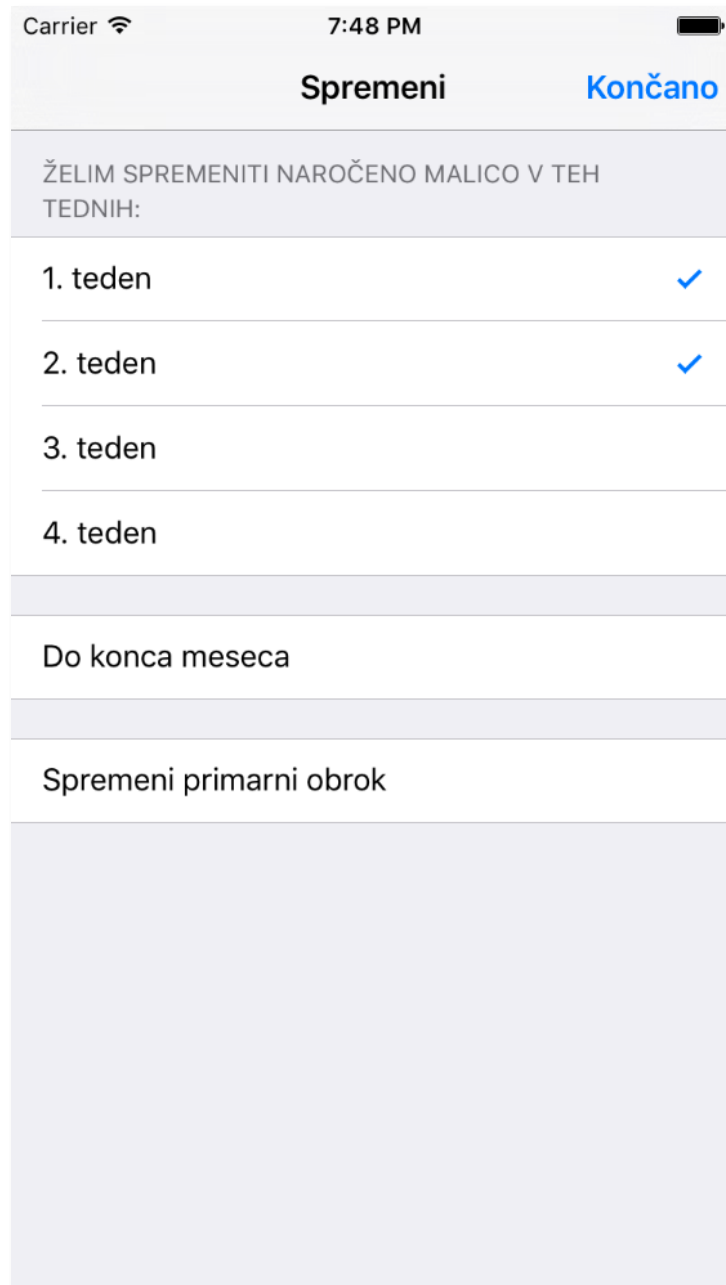 Carrier 7:48 PM
Spremeni Končano
ŽELIM SPREMENITI NAROČENO MALICO V TEH
TEDNIH:
1. teden
2. teden
3. teden
4. teden
Do konca meseca
Spremeni primarni obrok